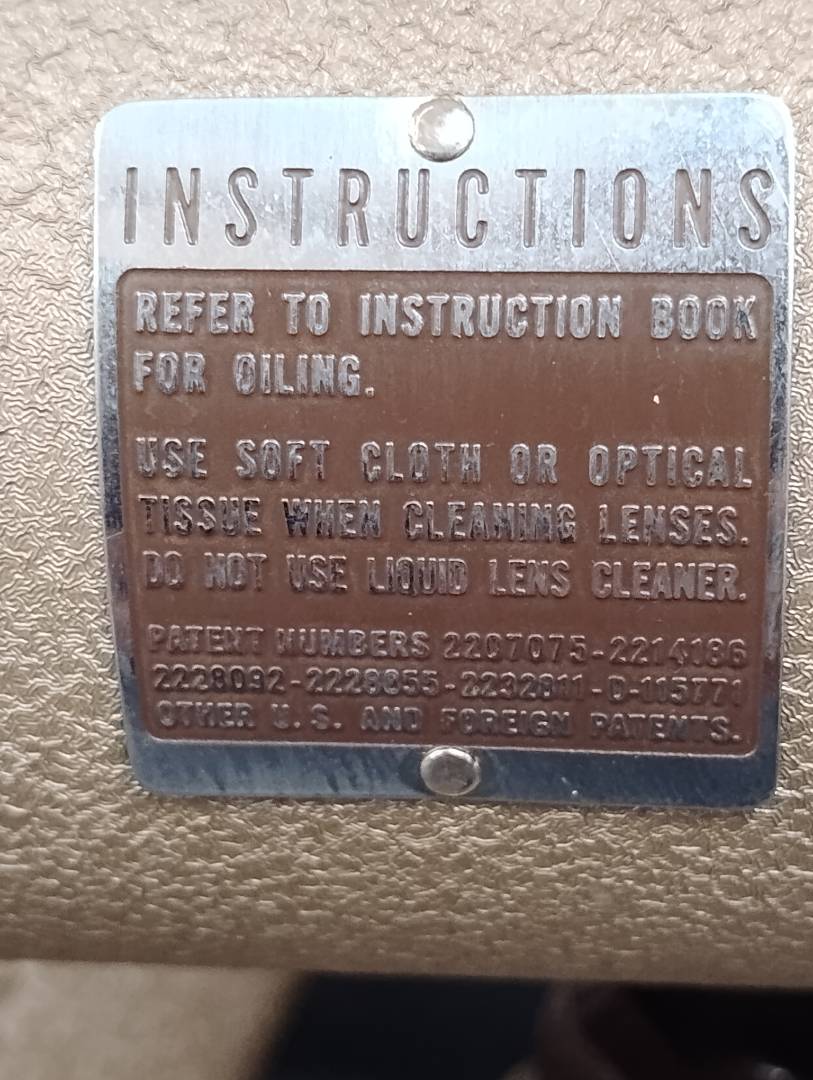 INSTRUCTIONS
REFER TO INSTRUCTION BOOK
FOR OILING.
USE SOFT CLOTH OR OPTICAL
TISSUE WHEN CLEANING LENSES.
DO NOT USE LIQUID LENS CLEANER.
PATENT NUMBERS 2207075-2214186
2228092-2228855-2232811-D-115771
OTHER U.S. AND FOREIGN PATENTS.